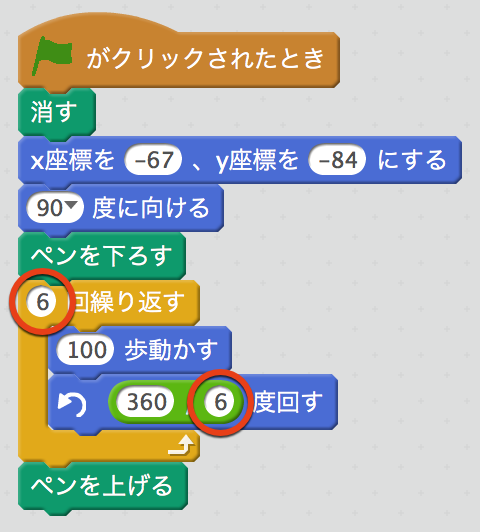 がクリックされたとき
消す
x座標を -67 、y座標を -84 にする
90 度に向ける
ペンを下ろす
6 回繰り返す
100 歩動かす
360 / 6 度回す
ペンを上げる